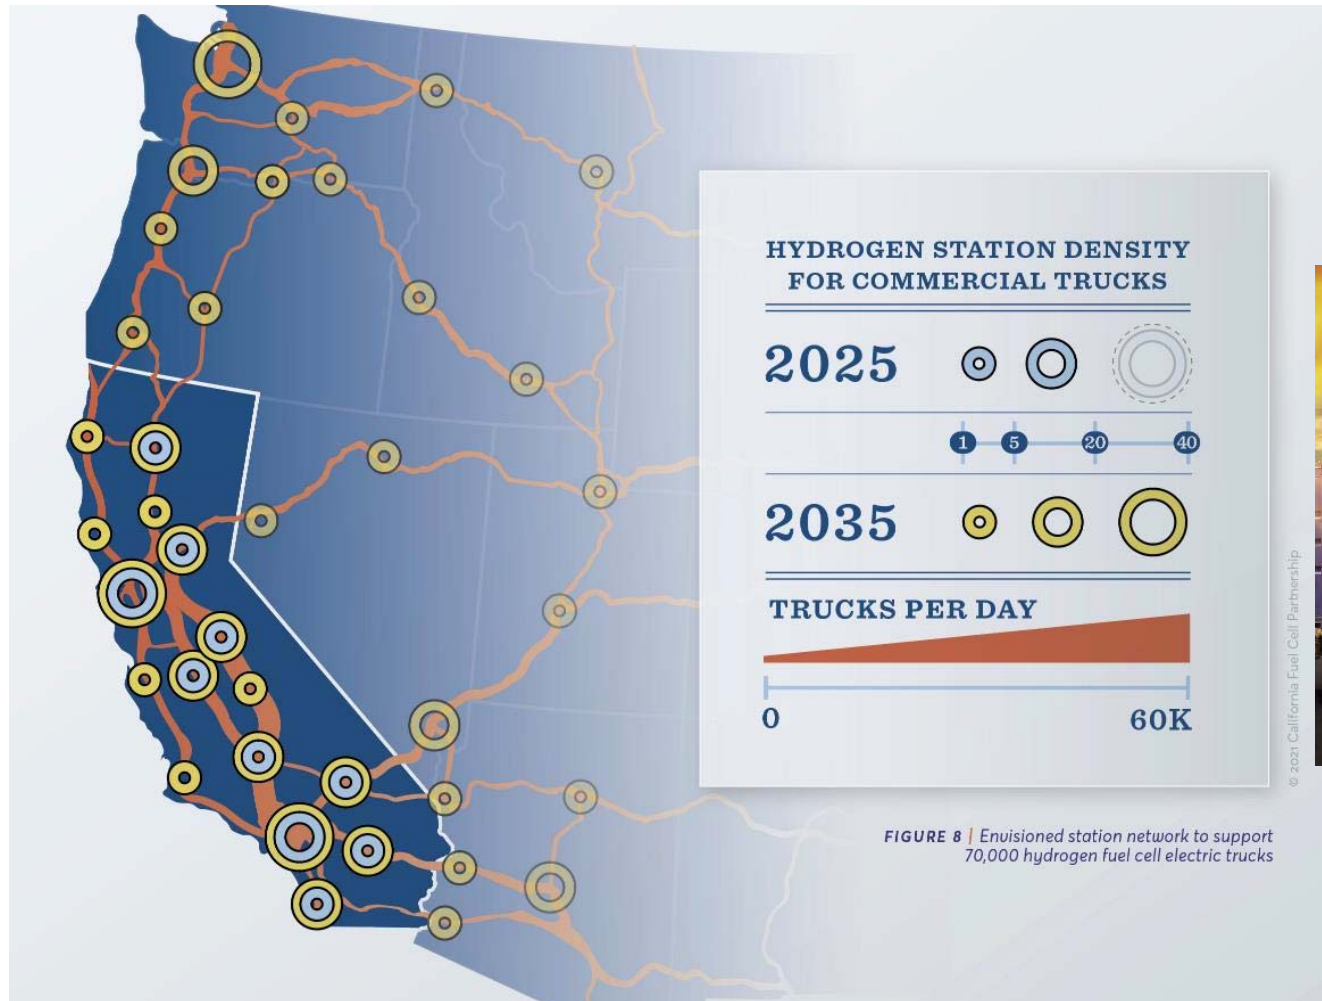 HYDROGEN STATION DENSITY
FOR COMMERCIAL TRUCKS
2025
1 5 20 40
2035
TRUCKS PER DAY
0 60K
© 2021 California Fuel Cell Partnership
FIGURE 8 | Envisioned station network to support
70,000 hydrogen fuel cell electric trucks